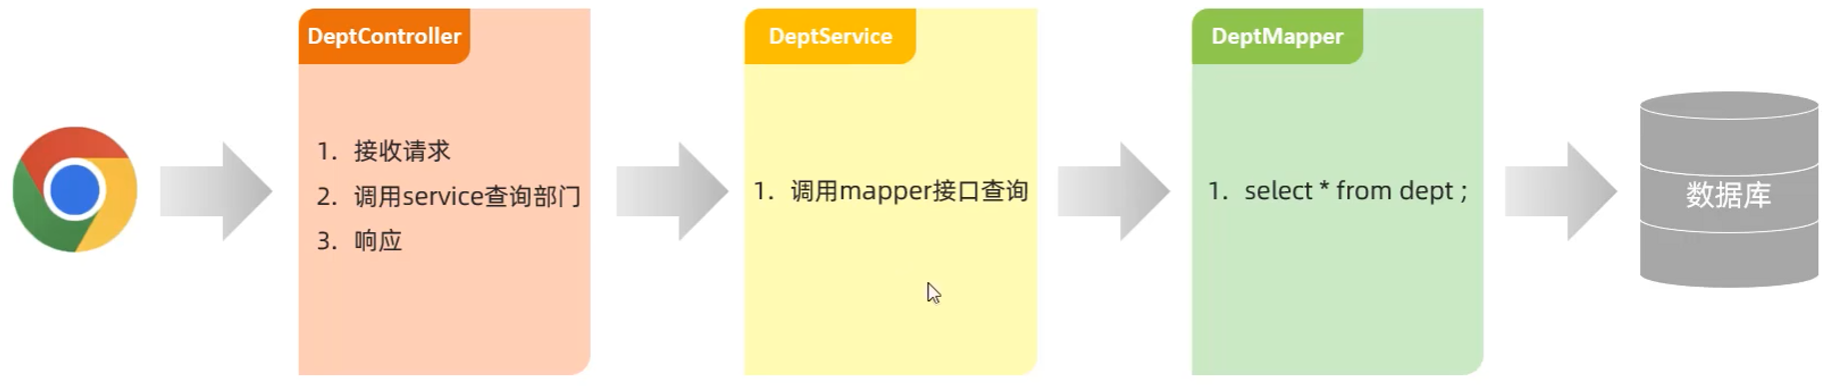 DeptController
1. 接收请求
2. 调用service查询部门
3. 响应
DeptService
1. 调用mapper接口查询
DeptMapper
1. select * from dept ;
数据库